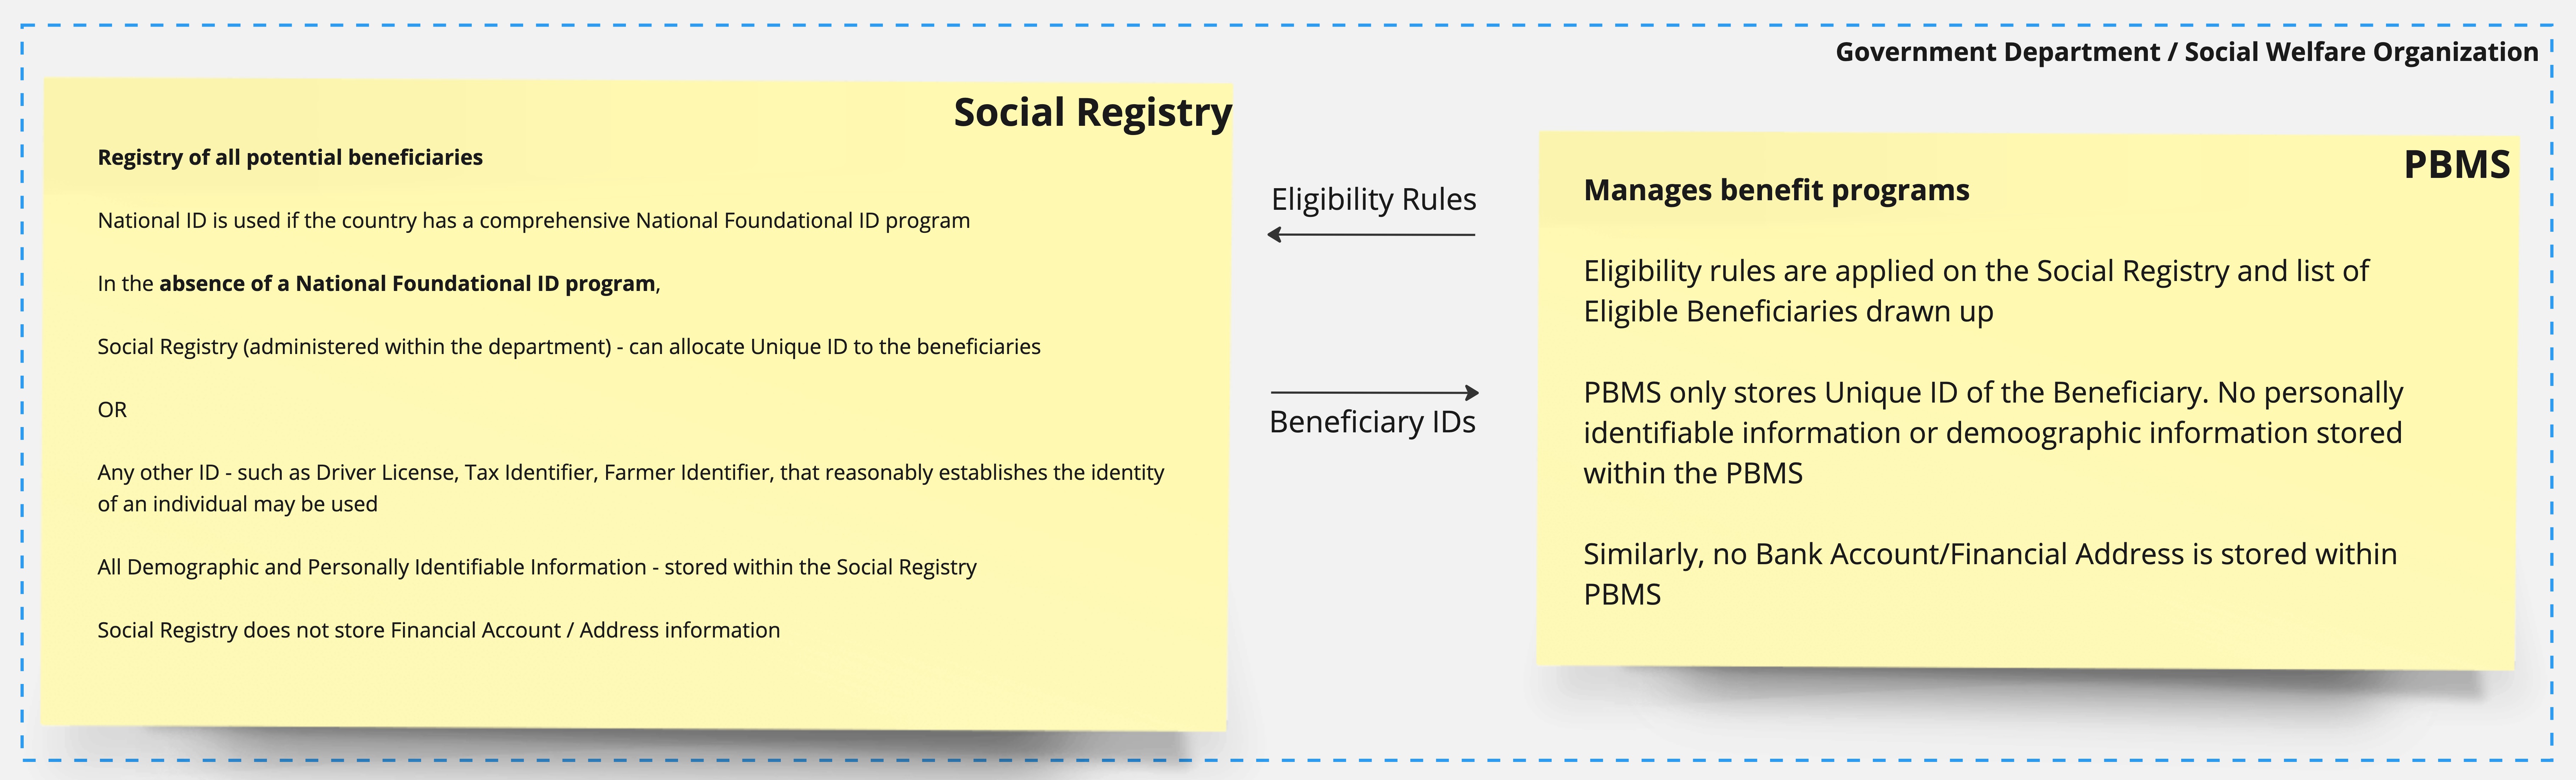 Government Department / Social Welfare Organization
Social Registry
Registry of all potential beneficiaries
National ID is used if the country has a comprehensive National Foundational ID program
In the absence of a National Foundational ID program,
Social Registry (administered within the department) - can allocate Unique ID to the beneficiaries
OR
Any other ID - such as Driver License, Tax Identifier, Farmer Identifier, that reasonably establishes the identity
of an individual may be used
All Demographic and Personally Identifiable Information - stored within the Social Registry
Social Registry does not store Financial Account / Address information
Eligibility Rules
Beneficiary IDs
PBMS
Manages benefit programs
Eligibility rules are applied on the Social Registry and list of
Eligible Beneficiaries drawn up
PBMS only stores Unique ID of the Beneficiary. No personally
identifiable information or demoographic information stored
within the PBMS
Similarly, no Bank Account/Financial Address is stored within
PBMS